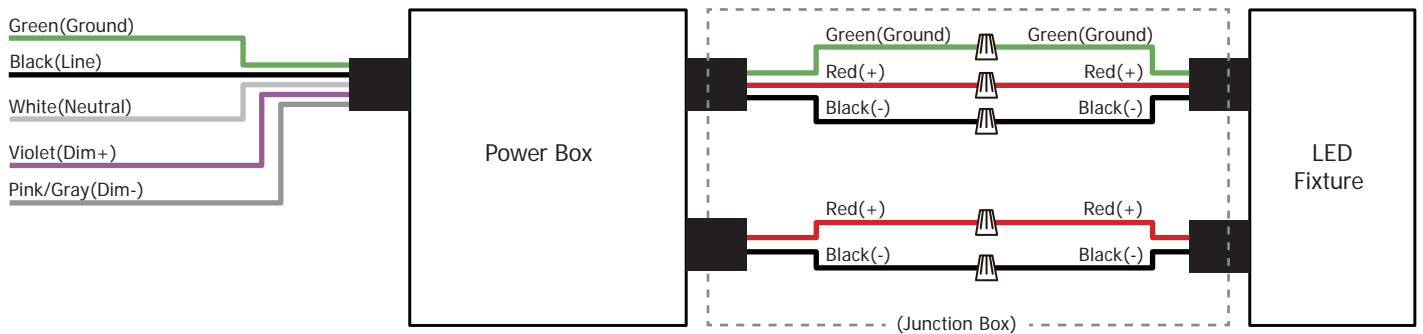 Green(Ground)
Black(Line)
White(Neutral)
Violet(Dim+)
Pink/Gray(Dim-)
Power Box
Green(Ground)
Green(Ground)
Red(+)
Red(+)
Black(-)
Black(-)
Red(+)
Red(+)
Black(-)
Black(-)
(Junction Box)
LED
Fixture